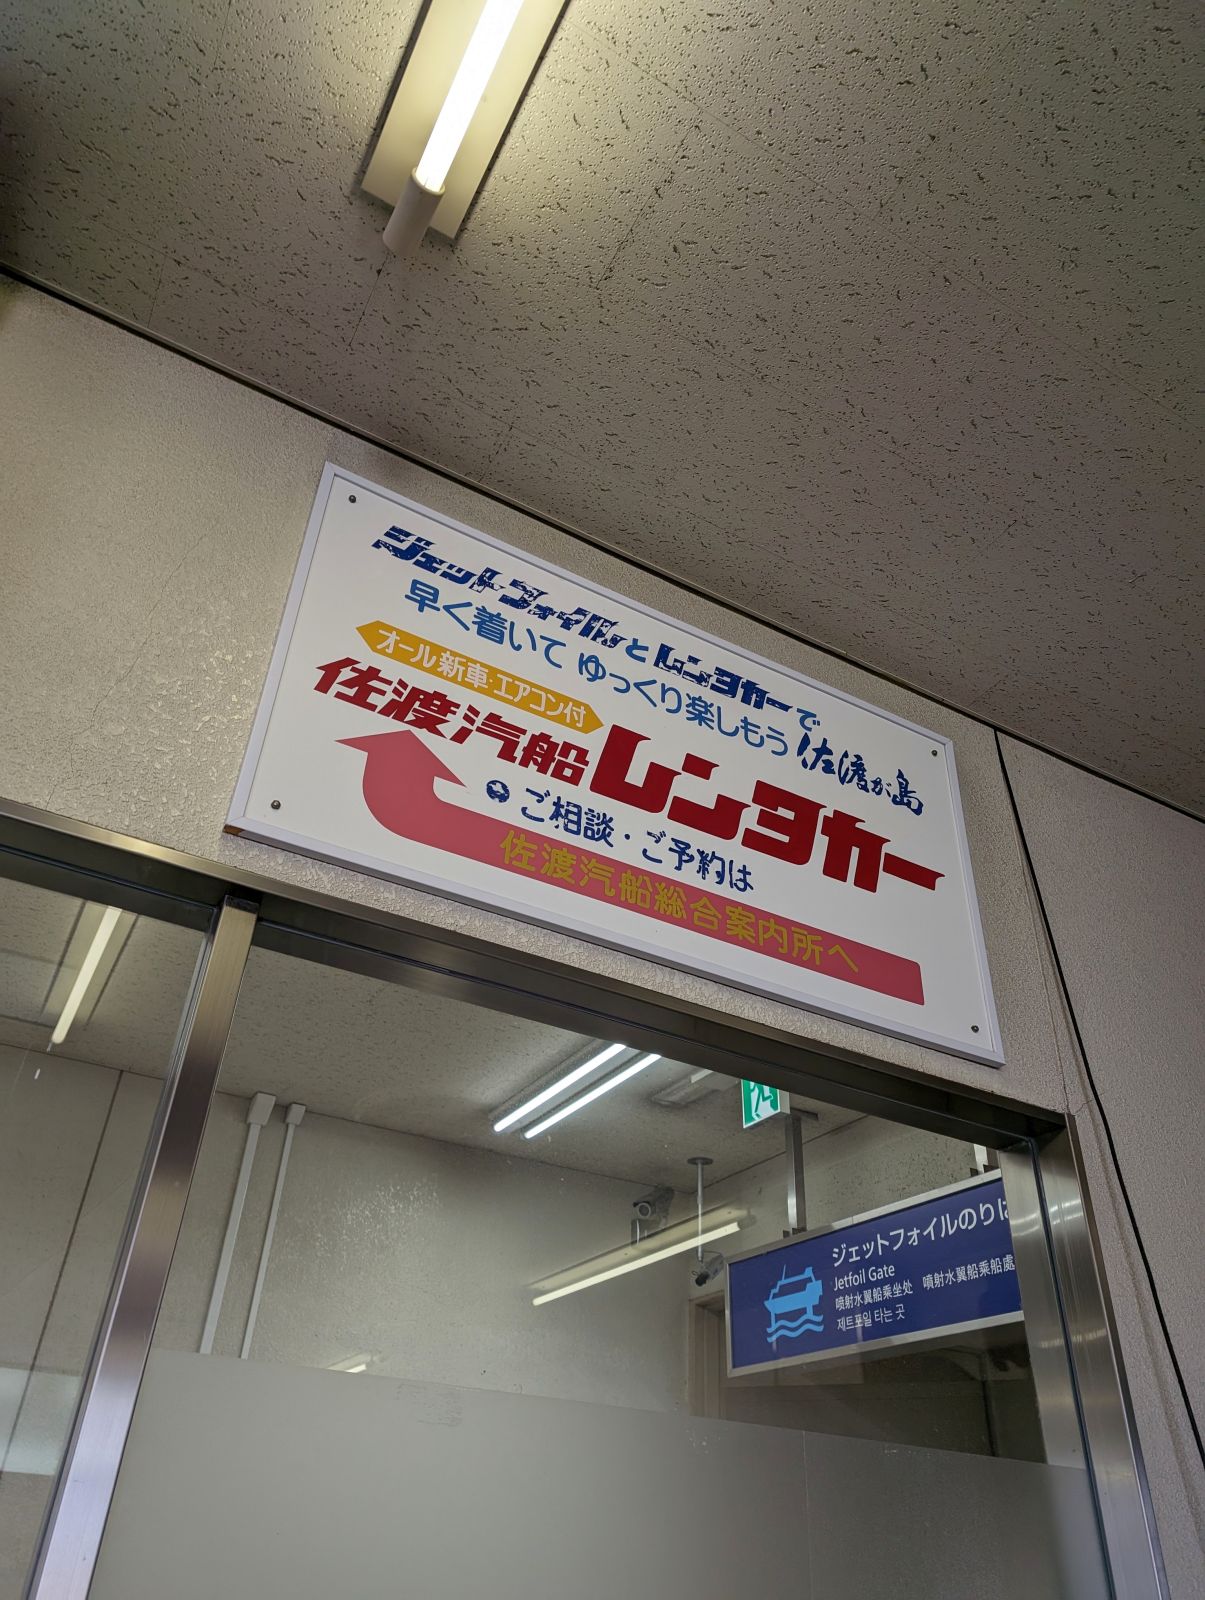 ジェットフォイルとレンタカーで
早く着いて ゆっくり楽しもう 佐渡が島
オール新車・エアコン付
佐渡汽船レンタカー
ご相談・ご予約は
佐渡汽船総合案内所へ
ジェットフォイルのりは
Jetfoil Gate
噴射水翼船乘坐处 噴射水翼船乘船處
제트포일 타는 곳